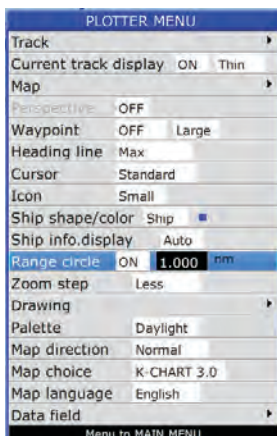 PLOTTER MENU
Track
Current track display ON Thin
Map
Perspective OFF
Waypoint OFF Large
Heading line Max
Cursor Standard
Icon Small
Ship shape/color Ship
Ship info.display Auto
Range circle ON 1.000 nm
Zoom step Less
Drawing
Palette Daylight
Map direction Normal
Map choice K-CHART 3.0
Map language English
Data field
Menu to MAIN MENU